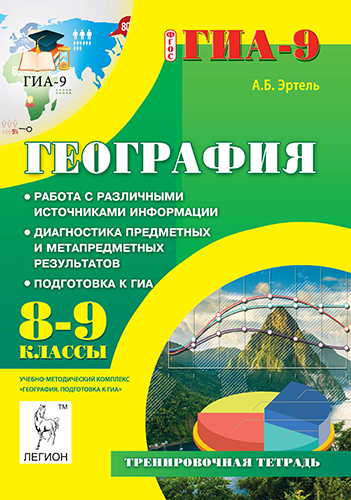 ФГОС
ГИА-9
ГИА-9
А.Б. Эртель
ГЕОГРАФИЯ
• РАБОТА С РАЗЛИЧНЫМИ
ИСТОЧНИКАМИ ИНФОРМАЦИИ
• ДИАГНОСТИКА ПРЕДМЕТНЫХ
И МЕТАПРЕДМЕТНЫХ
РЕЗУЛЬТАТОВ
• ПОДГОТОВКА К ГИА
8-9
КЛАССЫ
УЧЕБНО-МЕТОДИЧЕСКИЙ КОМПЛЕКС
«ГЕОГРАФИЯ. ПОДГОТОВКА К ГИА»
TM
ЛЕГИОН
ТРЕНИРОВОЧНАЯ ТЕТРАДЬ